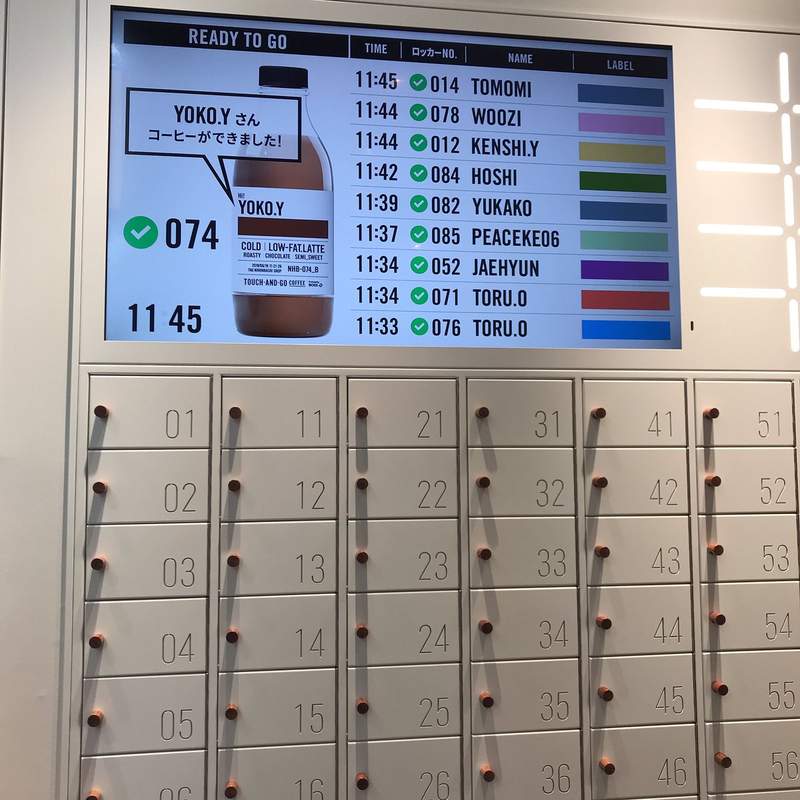 READY TO GO
TIME ロッカーNO. NAME LABEL
YOKO.Y さん
コーヒーができました!
Hi!
YOKO.Y
COLD LOW-FAT.LATTE
ROASTY CHOCOLATE SEMI_SWEET
NHB-074_B
TOUCH-AND-GO COFFEE
074
11 45
11:45 014 TOMOMI
11:44 078 WOOZI
11:44 012 KENSHI.Y
11:42 084 HOSHI
11:39 082 YUKAKO
11:37 085 PEACEKE06
11:34 052 JAEHYUN
11:34 071 TORU.O
11:33 076 TORU.O
01 11 21 31 41 51
02 12 22 32 42 52
03 13 23 33 43 53
04 14 24 34 44 54
05 15 25 35 45 55
06 16 26 36 46 56